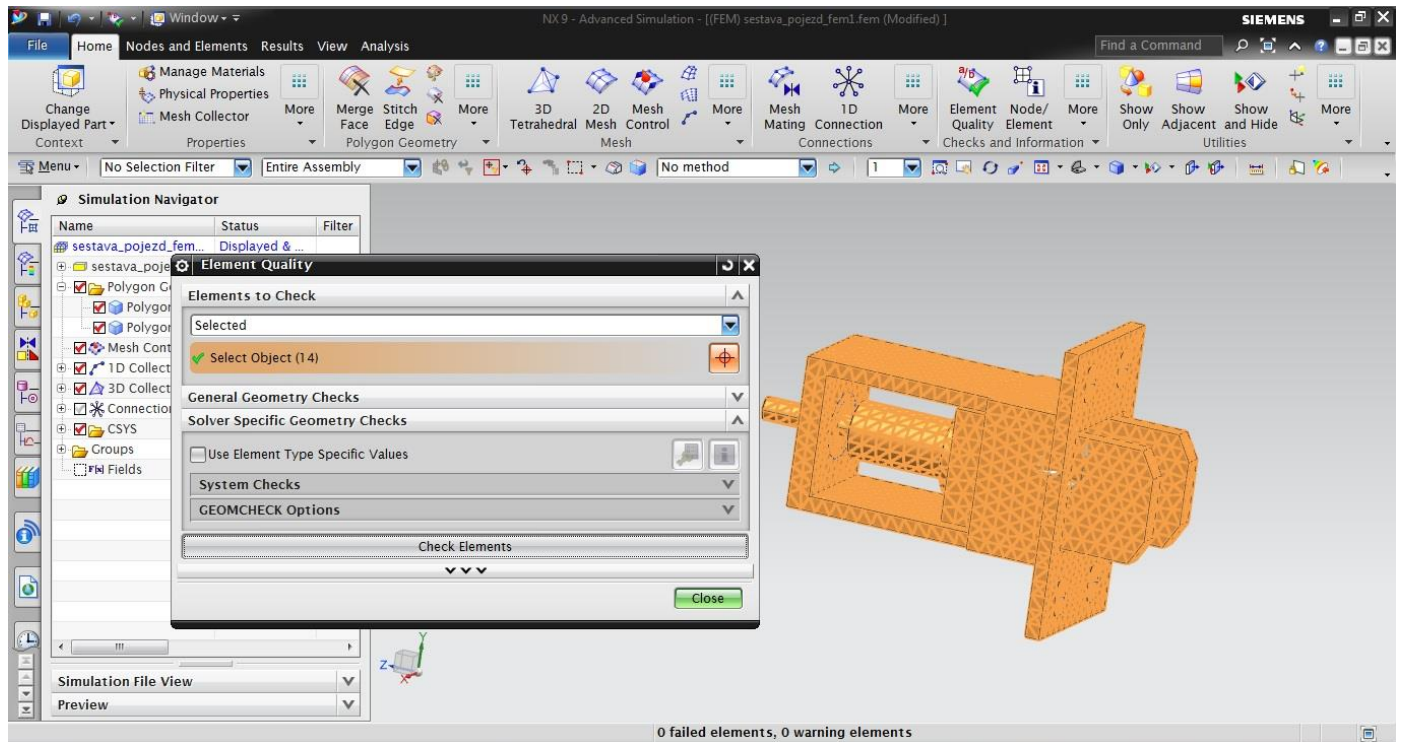 Window
NX 9 - Advanced Simulation - [(FEM) sestava_pojezd_fem1.fem (Modified) ]
SIEMENS
File Home Nodes and Elements Results View Analysis
Find a Command
Change Displayed Part
Manage Materials
Physical Properties
Mesh Collector
More
Merge Face
Stitch Edge
More
3D Tetrahedral
2D Mesh
Mesh Control
More
Mesh Mating
1D Connection
More
Element Quality
Node/ Element
More
Show Only
Show Adjacent
Show and Hide
More
Context Properties Polygon Geometry Mesh Connections Checks and Information Utilities
Menu No Selection Filter Entire Assembly No method 1
Simulation Navigator
Name Status Filter
sestava_pojezd_fem... Displayed & ...
sestava_poje
Polygon G
Polygon
Polygon
Mesh Cont
1D Collect
3D Collect
Connection
CSYS
Groups
F(x) Fields
Element Quality
Elements to Check
Selected
Select Object (14)
General Geometry Checks
Solver Specific Geometry Checks
Use Element Type Specific Values
System Checks
GEOMCHECK Options
Check Elements
Close
Y
Z
X
Simulation File View
Preview
0 failed elements, 0 warning elements